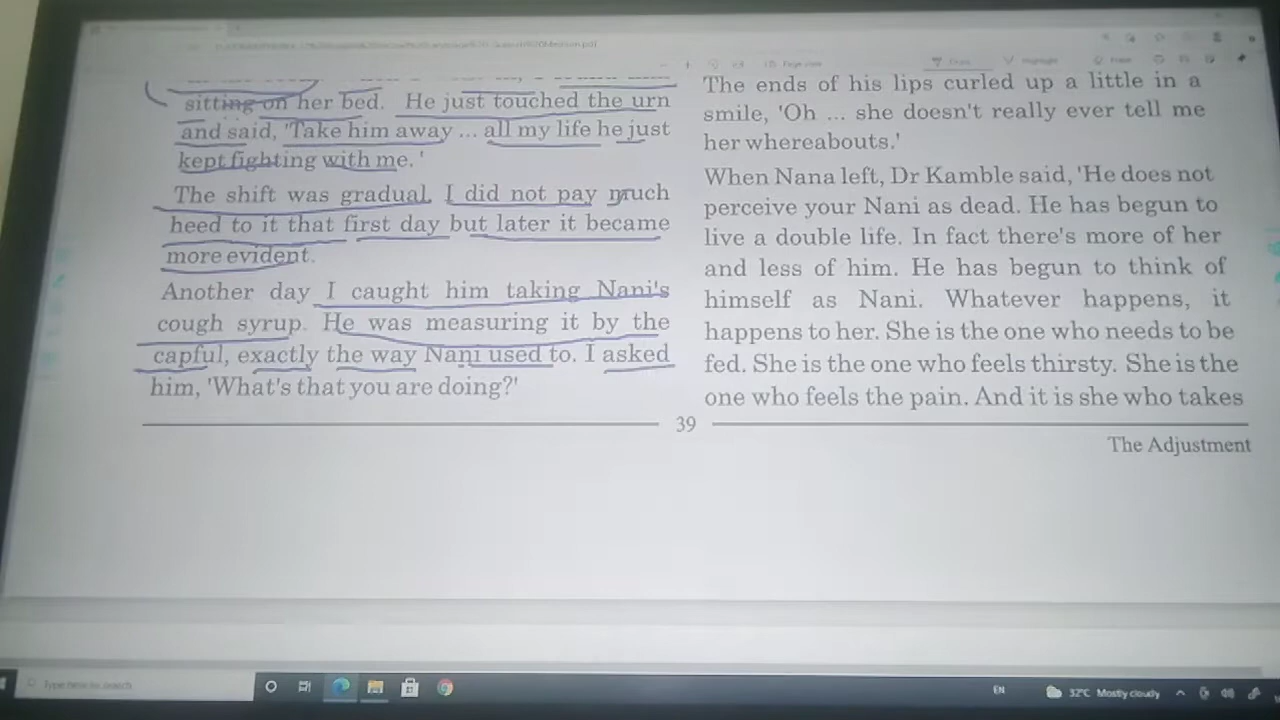 sitting on her bed. He just touched the urn
and said, 'Take him away ... all my life he just
kept fighting with me. '
The shift was gradual. I did not pay much
heed to it that first day but later it became
more evident.
Another day I caught him taking Nani's
cough syrup. He was measuring it by the
capful, exactly the way Nani used to. I asked
him, 'What's that you are doing?'
The ends of his lips curled up a little in a
smile, 'Oh ... she doesn't really ever tell me
her whereabouts.'
When Nana left, Dr Kamble said, 'He does not
perceive your Nani as dead. He has begun to
live a double life. In fact there's more of her
and less of him. He has begun to think of
himself as Nani. Whatever happens, it
happens to her. She is the one who needs to be
fed. She is the one who feels thirsty. She is the
one who feels the pain. And it is she who takes
39
The Adjustment
Type here to search
EN
32°C Mostly cloudy